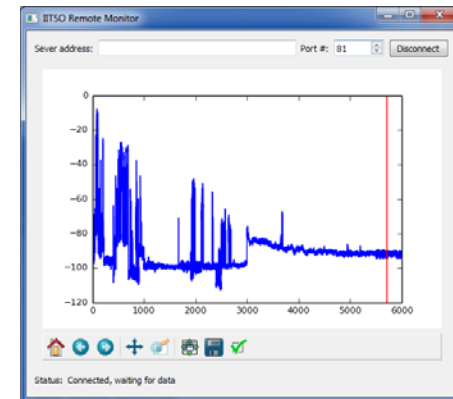 IITSO Remote Monitor
Sever address: Port #: 81 Disconnect
0
−20
−40
−60
−80
−100
−120
0 1000 2000 3000 4000 5000 6000
Status: Connected, waiting for data